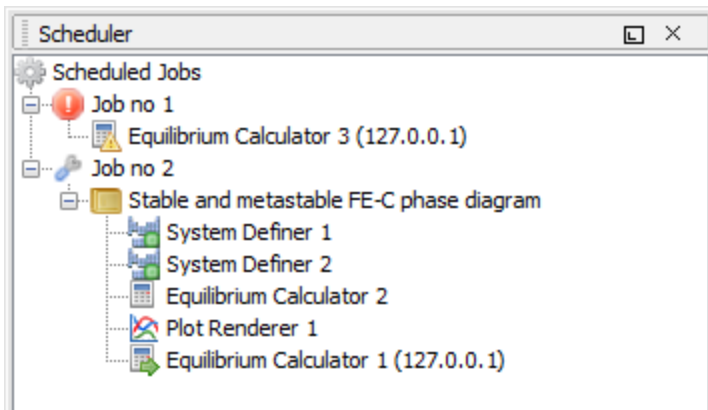 Scheduler
Scheduled Jobs
Job no 1
Equilibrium Calculator 3 (127.0.0.1)
Job no 2
Stable and metastable FE-C phase diagram
System Definer 1
System Definer 2
Equilibrium Calculator 2
Plot Renderer 1
Equilibrium Calculator 1 (127.0.0.1)